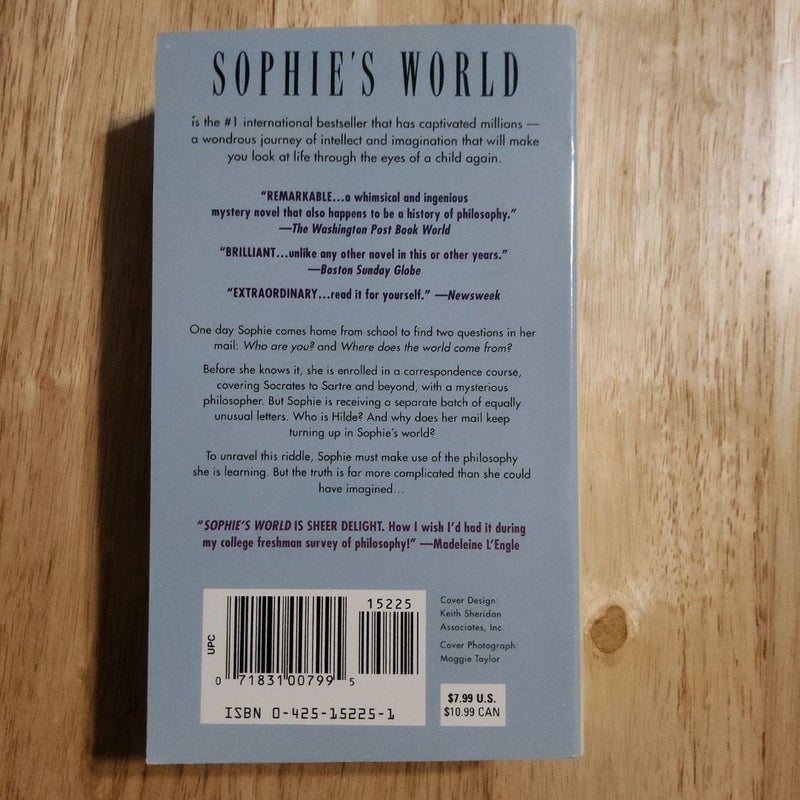 SOPHIE'S WORLD
is the #1 international bestseller that has captivated millions —
a wondrous journey of intellect and imagination that will make
you look at life through the eyes of a child again.
“REMARKABLE...a whimsical and ingenious
mystery novel that also happens to be a history of philosophy.”
—The Washington Post Book World
“BRILLIANT...unlike any other novel in this or other years.”
—Boston Sunday Globe
“EXTRAORDINARY...read it for yourself.” —Newsweek
One day Sophie comes home from school to find two questions in her
mail: Who are you? and Where does the world come from?
Before she knows it, she is enrolled in a correspondence course,
covering Socrates to Sartre and beyond, with a mysterious
philosopher. But Sophie is receiving a separate batch of equally
unusual letters. Who is Hilde? And why does her mail keep
turning up in Sophie’s world?
To unravel this riddle, Sophie must make use of the philosophy
she is learning. But the truth is far more complicated than she could
have imagined...
“SOPHIE’S WORLD IS SHEER DELIGHT. How I wish I’d had it during
my college freshman survey of philosophy!” —Madeleine L’Engle
UPC
15225
0 71831 00799 5
ISBN 0-425-15225-1
Cover Design:
Keith Sheridan
Associates, Inc.
Cover Photograph:
Maggie Taylor
$7.99 U.S.
$10.99 CAN